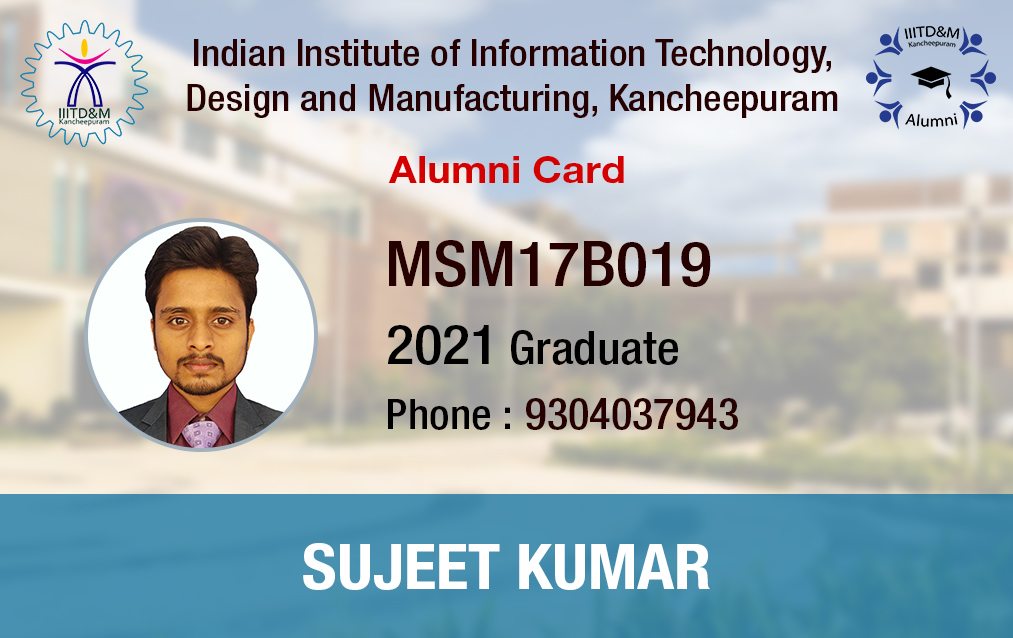 IIITD&M
Kancheepuram
Indian Institute of Information Technology,
Design and Manufacturing, Kancheepuram
IIITD&M
Kancheepuram
Alumni
Alumni Card
MSM17B019
2021 Graduate
Phone : 9304037943
SUJEET KUMAR